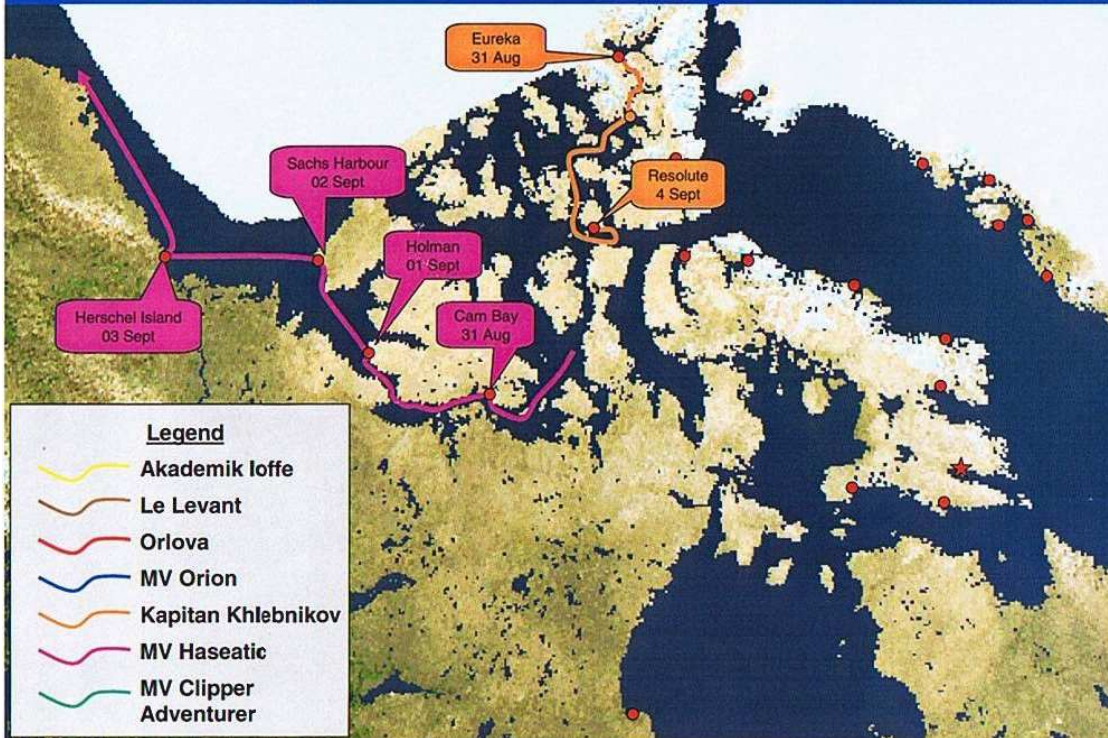 Eureka
31 Aug
Sachs Harbour
02 Sept
Resolute
4 Sept
Holman
01 Sept
Herschel Island
03 Sept
Cam Bay
31 Aug
Legend
Akademik Ioffe
Le Levant
Orlova
MV Orion
Kapitan Khlebnikov
MV Haseatic
MV Clipper
Adventurer